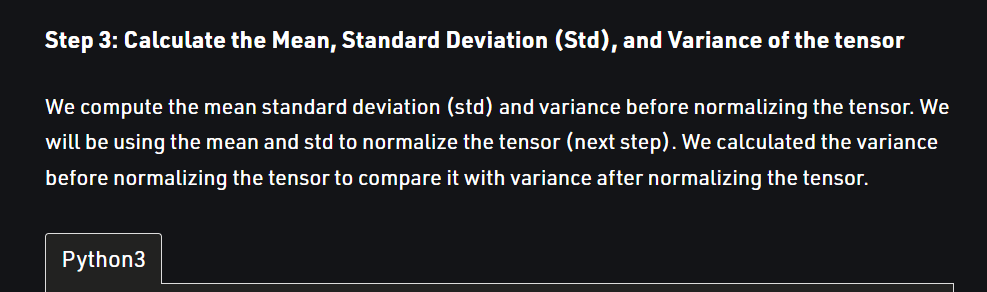 Step 3: Calculate the Mean, Standard Deviation (Std), and Variance of the tensor
We compute the mean standard deviation (std) and variance before normalizing the tensor. We
will be using the mean and std to normalize the tensor (next step). We calculated the variance
before normalizing the tensor to compare it with variance after normalizing the tensor.
Python3